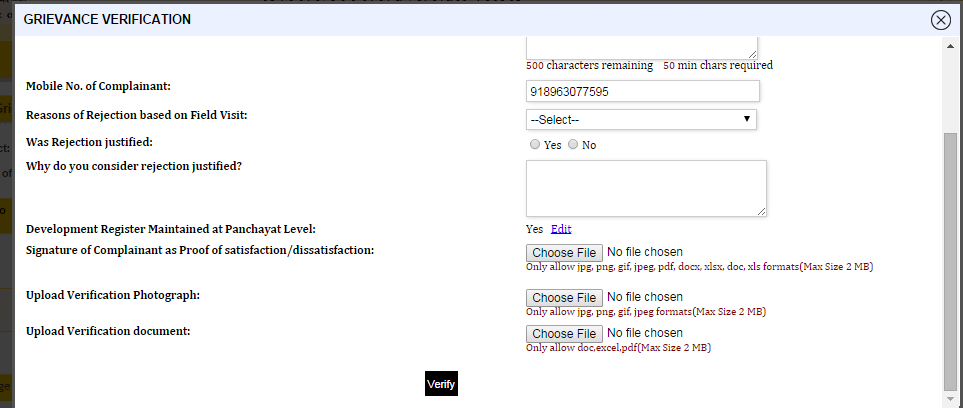 GRIEVANCE VERIFICATION
500 characters remaining 50 min chars required
Mobile No. of Complainant:
918963077595
Reasons of Rejection based on Field Visit:
--Select--
Was Rejection justified:
Yes No
Why do you consider rejection justified?
Development Register Maintained at Panchayat Level:
Yes Edit
Signature of Complainant as Proof of satisfaction/dissatisfaction:
Choose File No file chosen
Only allow jpg, png, gif, jpeg, pdf, docx, xlsx, doc, xls formats(Max Size 2 MB)
Upload Verification Photograph:
Choose File No file chosen
Only allow jpg, png, gif, jpeg formats(Max Size 2 MB)
Upload Verification document:
Choose File No file chosen
Only allow doc,excel,pdf(Max Size 2 MB)
Verify